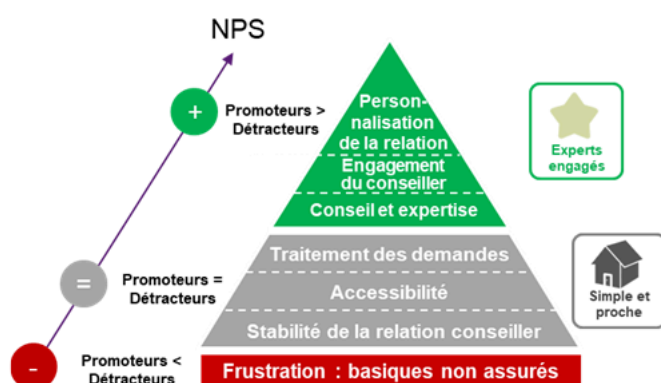 NPS
+
Promoteurs >
Détracteurs
Person-
nalisation
de la relation
Engagement
du conseiller
Conseil et expertise
Experts
engagés
=
Promoteurs =
Détracteurs
Traitement des demandes
Accessibilité
Stabilité de la relation conseiller
Simple et
proche
-
Promoteurs <
Détracteurs
Frustration : basiques non assurés